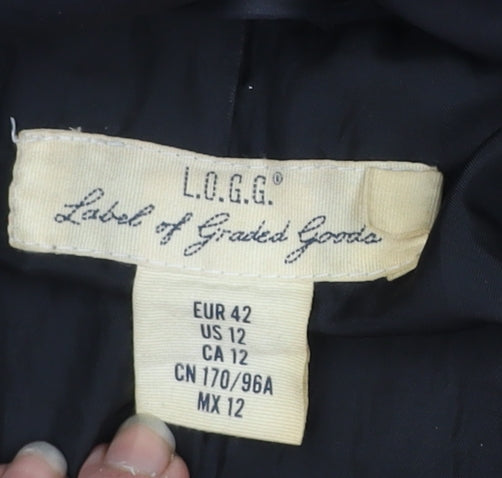 L.O.G.G.®
Label of Graded Goods
EUR 42
US 12
CA 12
CN 170/96A
MX 12